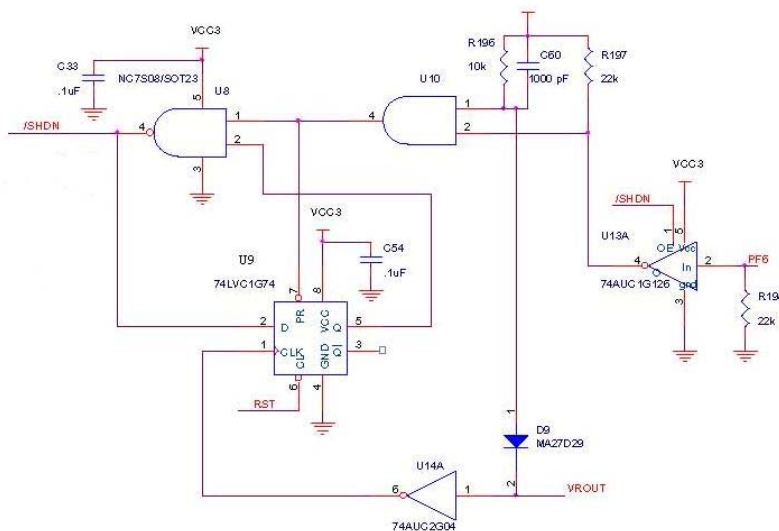 VCC3
C33
.1uF
NC7S08/SOT23
U8
5
/SHDN
4
1
2
3
U10
4
1
2
R196
10k
C60
1000 pF
R197
22k
VCC3
/SHDN
U13A
1
5
OE
Vcc
4
In
2
PF6
gnd
3
74AUC1G126
R194
22k
VCC3
C54
.1uF
U9
74LVC1G74
7
8
PR
VCC
2
D
Q
5
1
CLK
Q
3
CLK
GND
6
4
RST
1
D9
MA27D29
2
U14A
6
1
VROUT
74AUC2G04